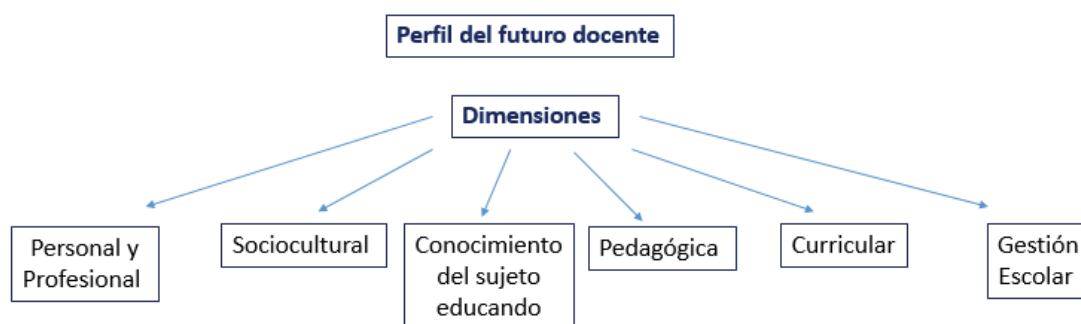 Perfil del futuro docente
Dimensiones
Personal y
Profesional
Sociocultural
Conocimiento
del sujeto
educando
Pedagógica
Curricular
Gestión
Escolar